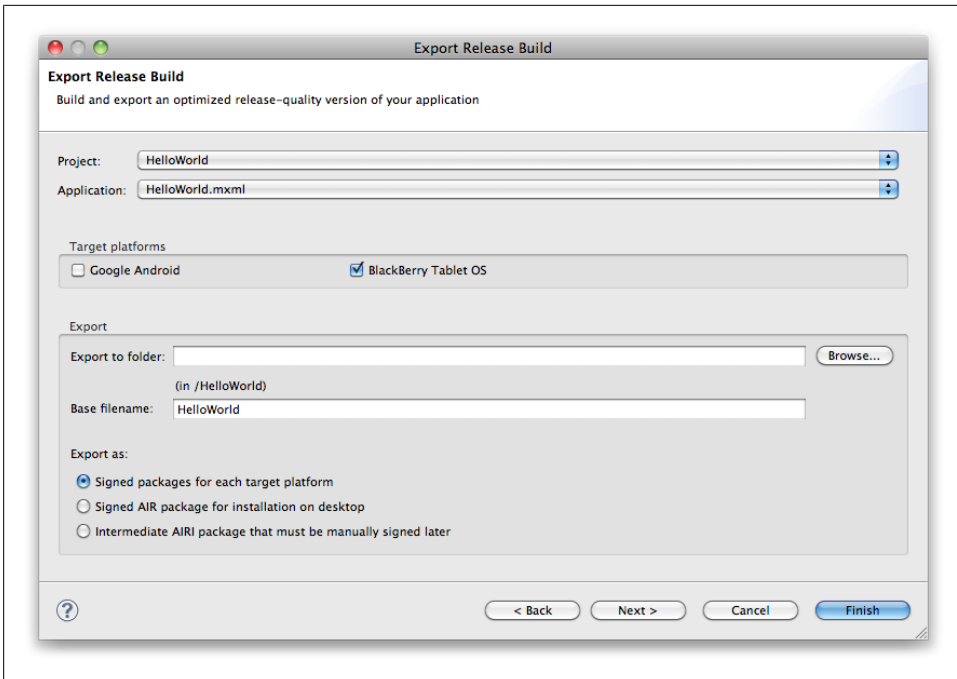 Export Release Build
Export Release Build
Build and export an optimized release-quality version of your application
Project: HelloWorld
Application: HelloWorld.mxml
Target platforms
Google Android BlackBerry Tablet OS
Export
Export to folder: Browse...
(in /HelloWorld)
Base filename: HelloWorld
Export as:
Signed packages for each target platform
Signed AIR package for installation on desktop
Intermediate AIRI package that must be manually signed later
? < Back Next > Cancel Finish